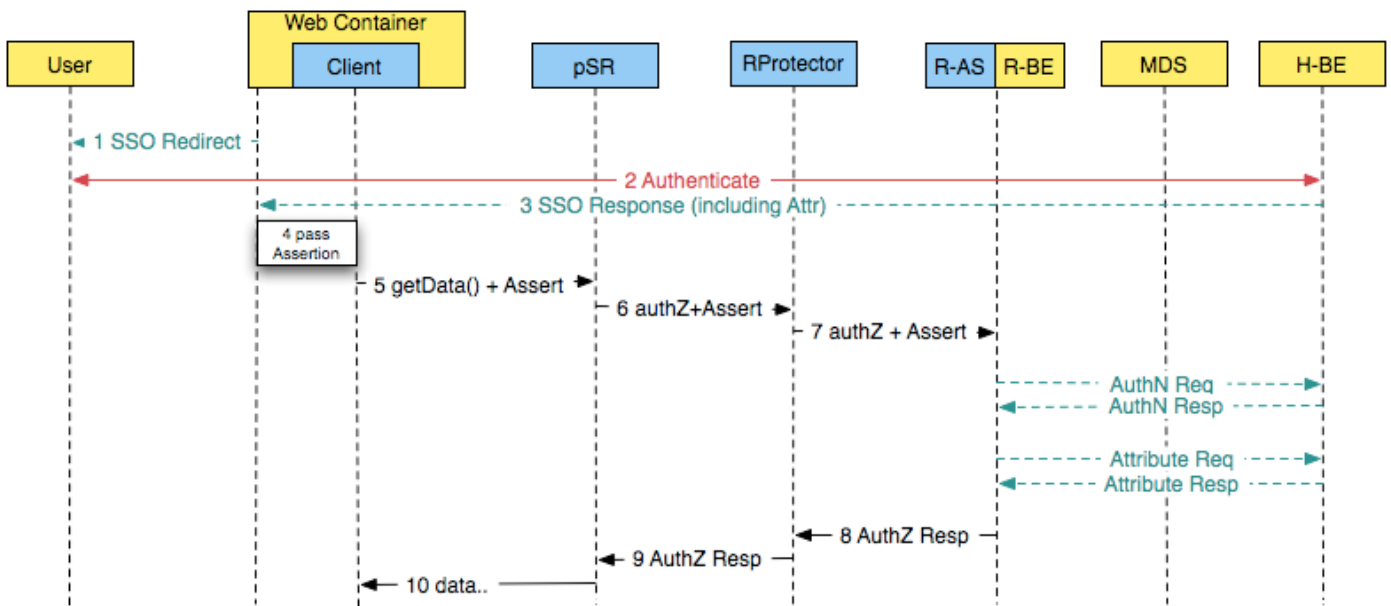 Web Container
User
Client
pSR
RProtector
R-AS
R-BE
MDS
H-BE
1 SSO Redirect
2 Authenticate
3 SSO Response (including Attr)
4 pass
Assertion
5 getData() + Assert
6 authZ+Assert
7 authZ + Assert
AuthN Req
AuthN Resp
Attribute Req
Attribute Resp
8 AuthZ Resp
9 AuthZ Resp
10 data..